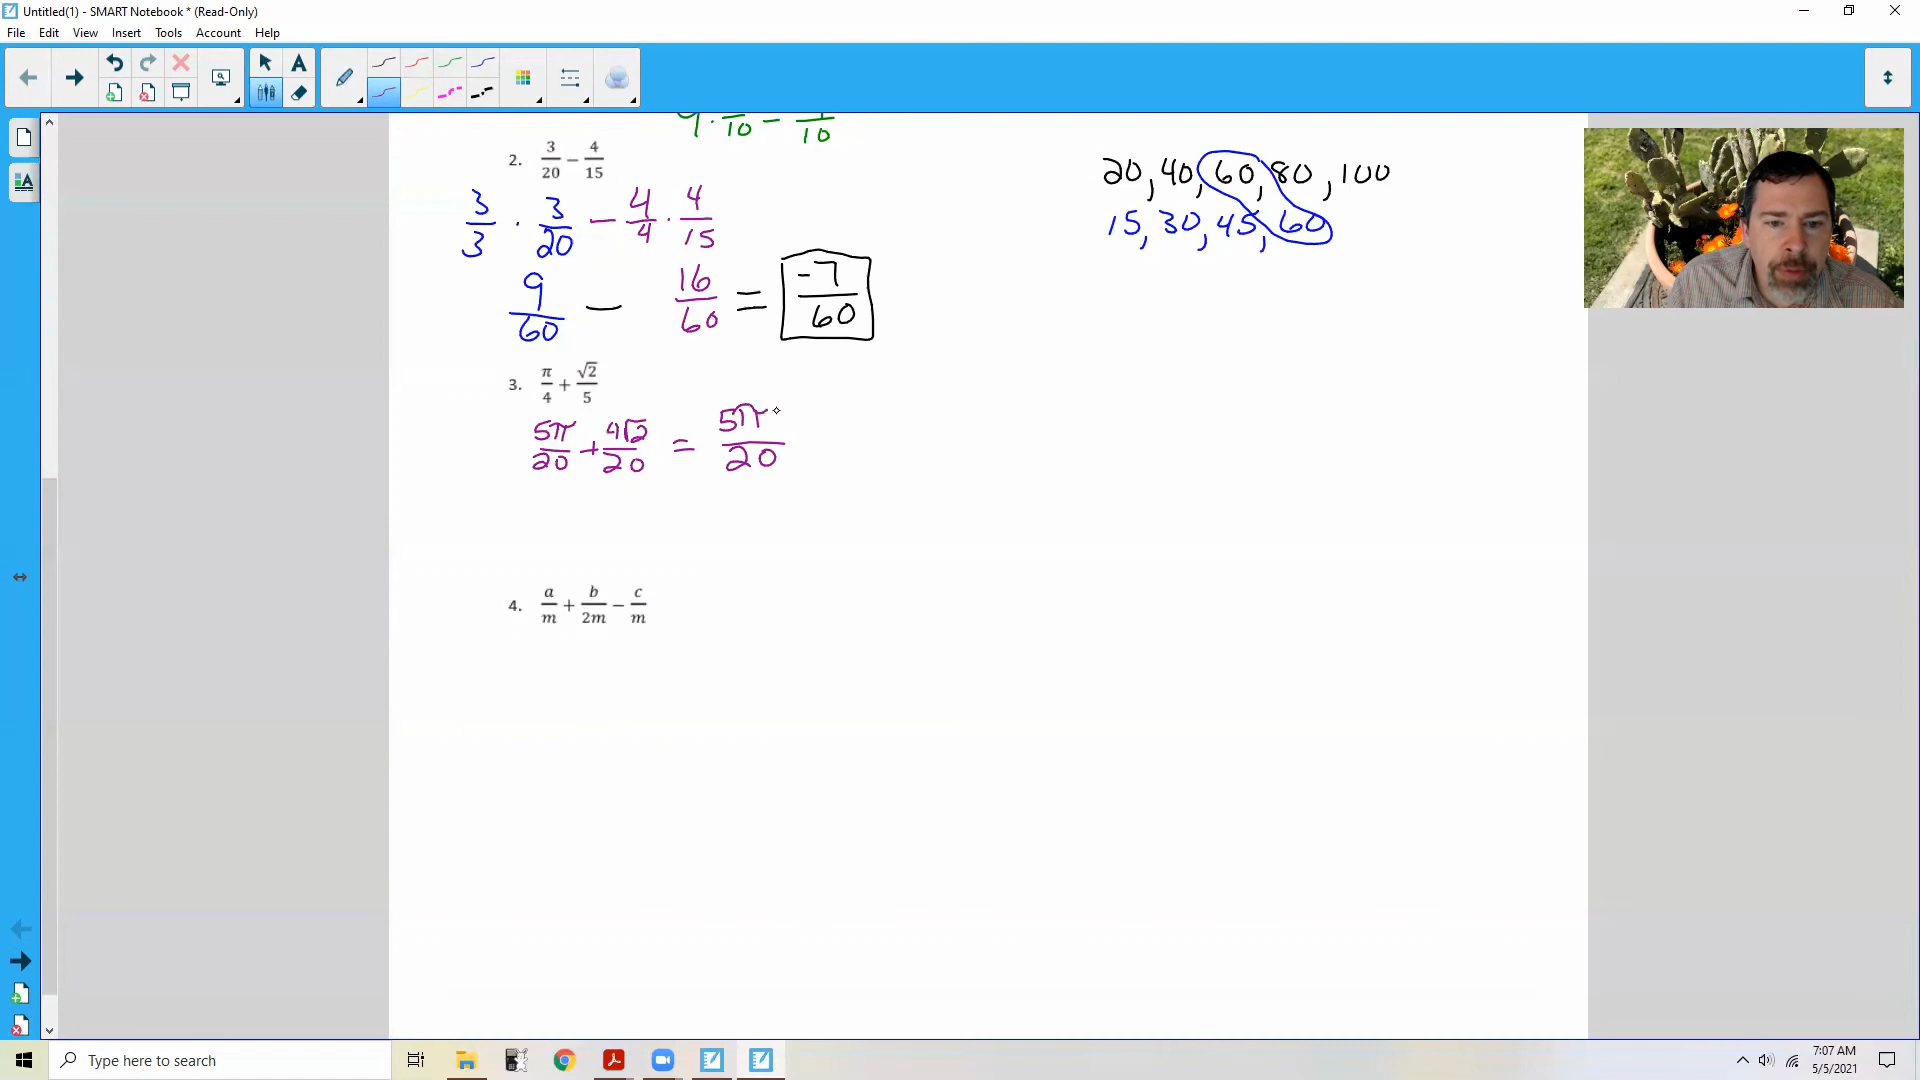 Untitled(1) - SMART Notebook * (Read-Only)
File Edit View Insert Tools Account Help
9 · /10 - /10
2. 3/20 − 4/15
20, 40, 60, 80, 100
3/3 · 3/20 − 4/4 · 4/15
15, 30, 45, 60
9/60 − 16/60 = -7/60
3. π/4 + √2/5
5π/20 + 4√2/20 = 5π/20
4. a/m + b/2m − c/m
Type here to search
7:07 AM
5/5/2021